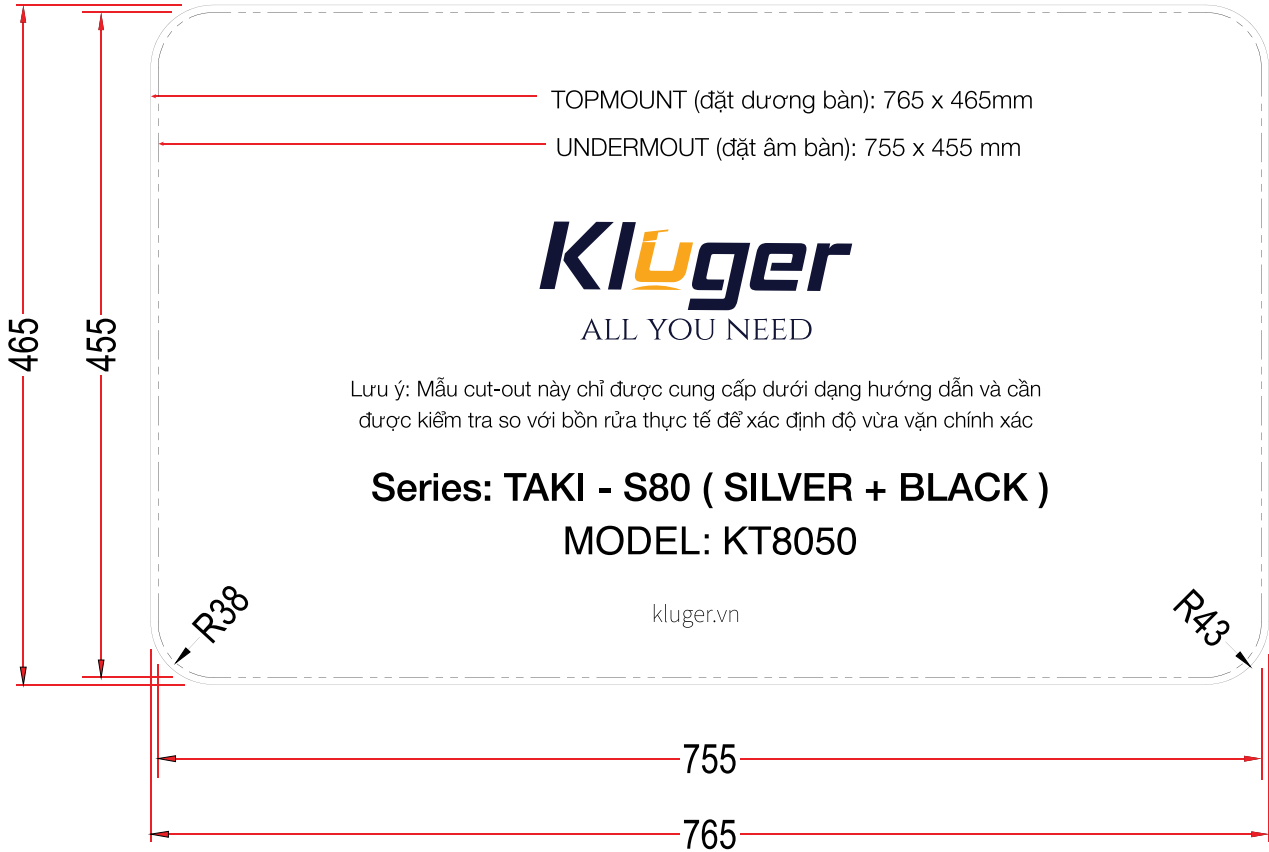 TOPMOUNT (đặt dương bàn): 765 x 465mm
UNDERMOUT (đặt âm bàn): 755 x 455 mm
Kluger
ALL YOU NEED
465
455
Lưu ý: Mẫu cut-out này chỉ được cung cấp dưới dạng hướng dẫn và cần
được kiểm tra so với bồn rửa thực tế để xác định độ vừa vặn chính xác
Series: TAKI - S80 ( SILVER + BLACK )
MODEL: KT8050
R38
kluger.vn
R43
755
765